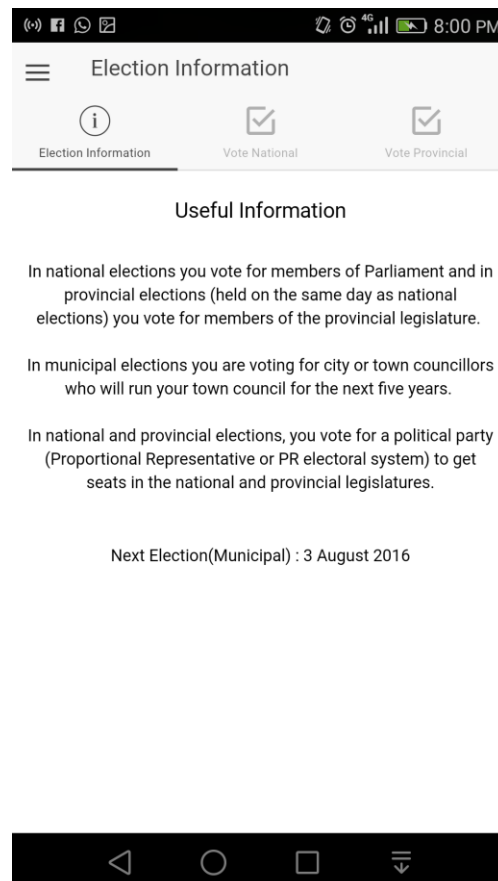 4G 8:00 PM
Election Information
Election Information Vote National Vote Provincial
Useful Information
In national elections you vote for members of Parliament and in
provincial elections (held on the same day as national
elections) you vote for members of the provincial legislature.
In municipal elections you are voting for city or town councillors
who will run your town council for the next five years.
In national and provincial elections, you vote for a political party
(Proportional Representative or PR electoral system) to get
seats in the national and provincial legislatures.
Next Election(Municipal) : 3 August 2016